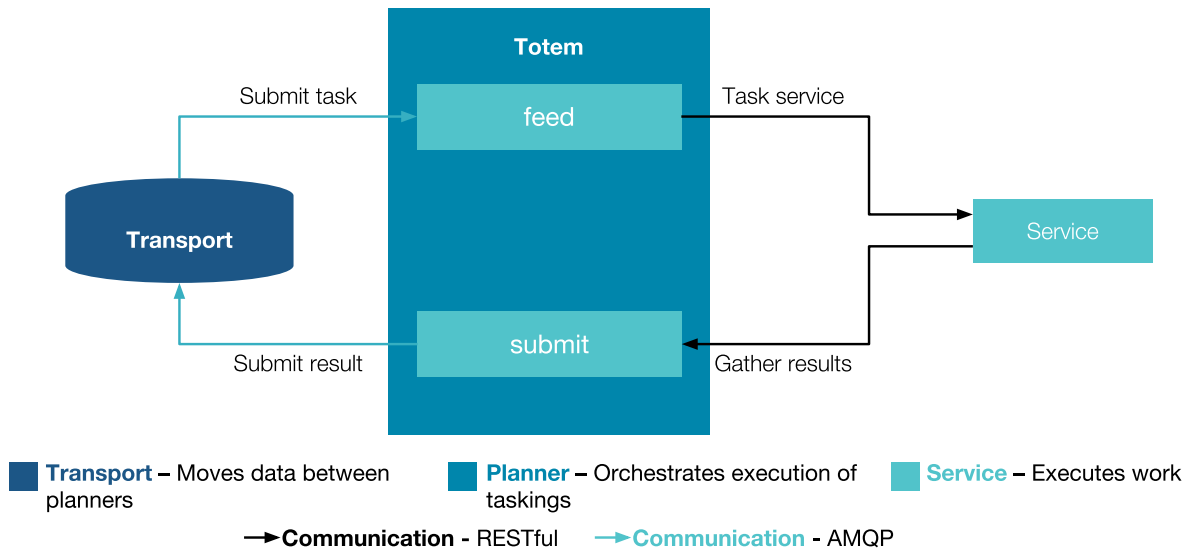 Totem
Submit task
feed
Task service
Transport
Service
submit
Submit result
Gather results
Transport – Moves data between
planners
Planner – Orchestrates execution of
taskings
Service – Executes work
Communication - RESTful
Communication - AMQP